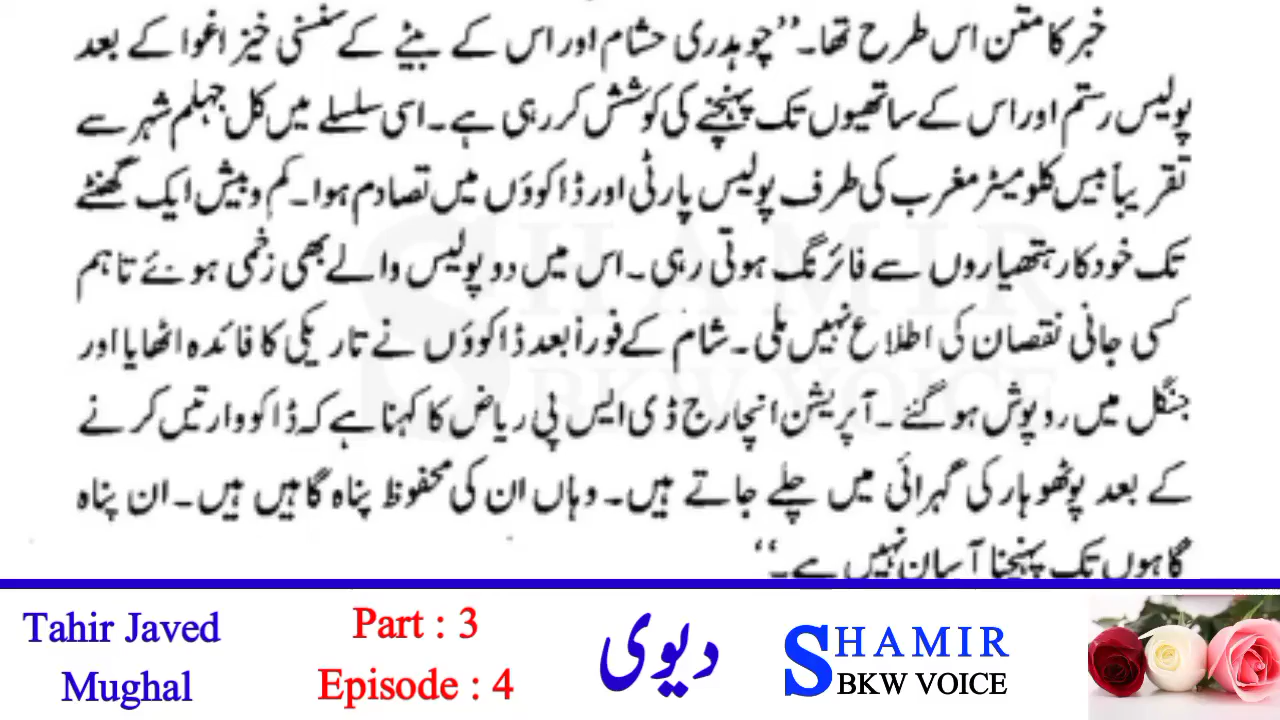 خبر کا متن اس طرح تھا۔ ’’چوہدری حشام اور اس کے بیٹے کے سنسنی خیز اغوا کے بعد
پولیس رستم اور اس کے ساتھیوں تک پہنچنے کی کوشش کر رہی ہے۔ اسی سلسلے میں کل جہلم شہر سے
تقریباً بیس کلومیٹر مغرب کی طرف پولیس پارٹی اور ڈاکوؤں میں تصادم ہوا۔ کم و بیش ایک گھنٹے
تک خودکار ہتھیاروں سے فائرنگ ہوتی رہی۔ اس میں دو پولیس والے بھی زخمی ہوئے تاہم
کسی جانی نقصان کی اطلاع نہیں ملی۔ شام کے فوراً بعد ڈاکوؤں نے تاریکی کا فائدہ اٹھایا اور
جنگل میں روپوش ہو گئے۔ آپریشن انچارج ڈی ایس پی ریاض کا کہنا ہے کہ ڈاکو وارتیں کرنے
کے بعد پوٹھوہار کی گہرائی میں چلے جاتے ہیں۔ وہاں ان کی محفوظ پناہ گاہیں ہیں۔ ان پناہ
گاہوں تک پہنچنا آسان نہیں ہے۔‘‘
SHAMIR
BKW VOICE
Tahir Javed
Mughal
Part : 3
Episode : 4
دیوی
SHAMIR
BKW VOICE